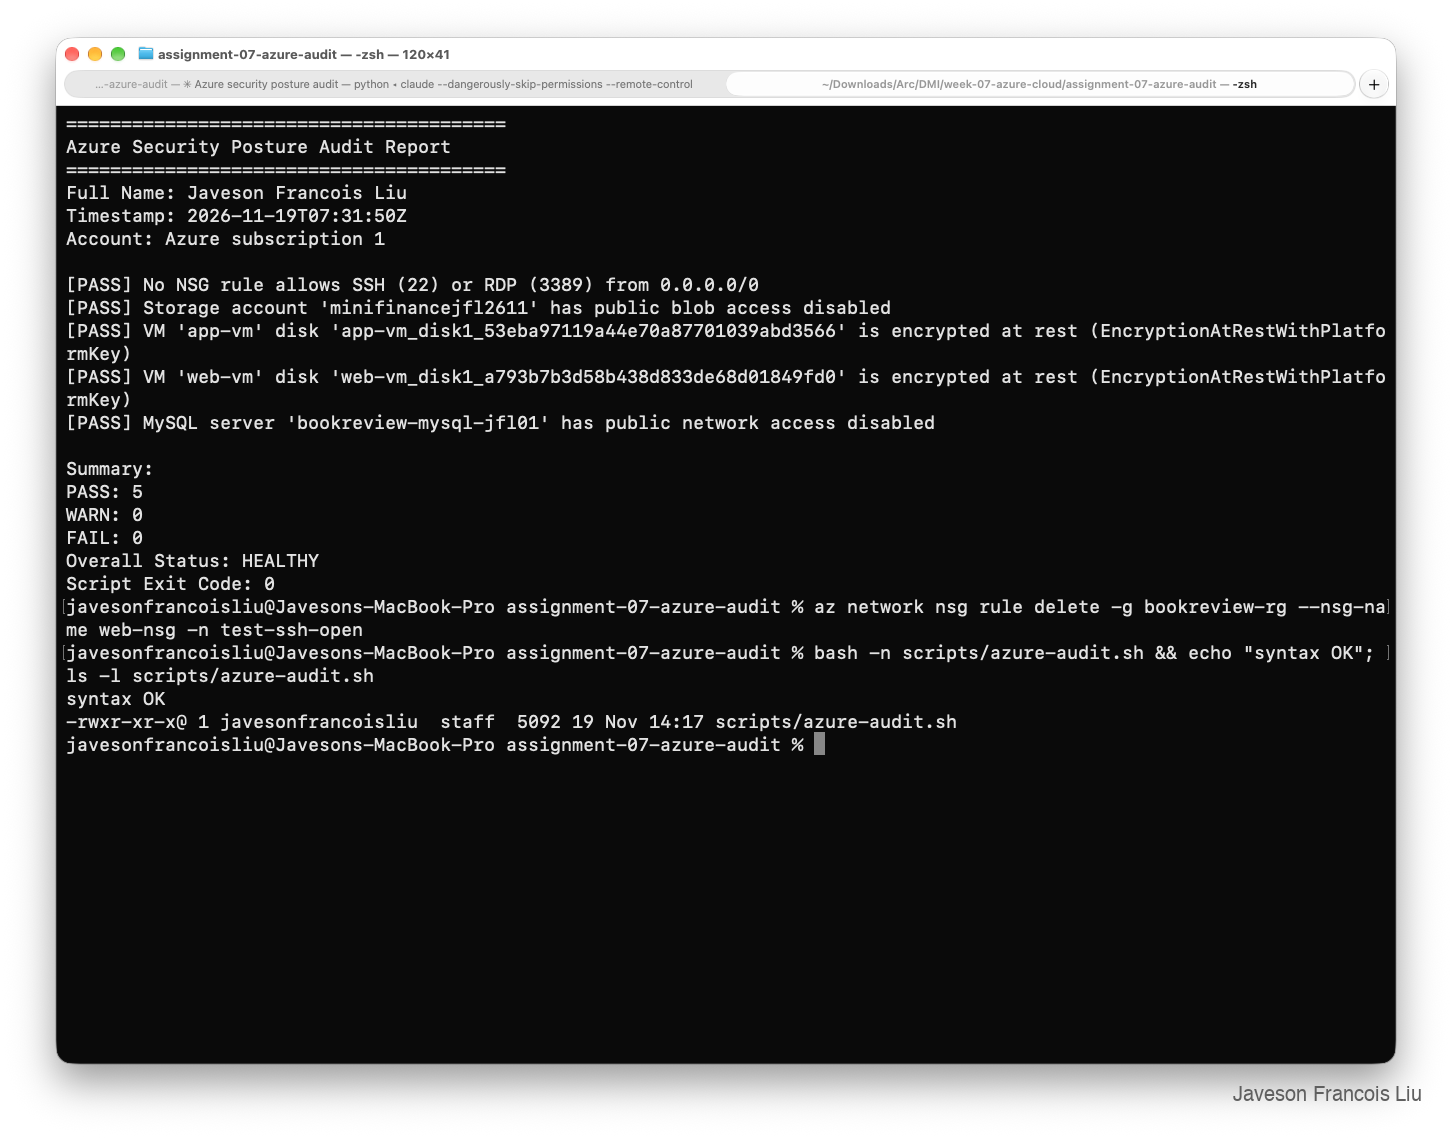 assignment-07-azure-audit — -zsh — 120×41
...-azure-audit — ✳ Azure security posture audit — python • claude --dangerously-skip-permissions --remote-control
~/Downloads/Arc/DMI/week-07-azure-cloud/assignment-07-azure-audit — -zsh
+
========================================
Azure Security Posture Audit Report
========================================
Full Name: Javeson Francois Liu
Timestamp: 2026-11-19T07:31:50Z
Account: Azure subscription 1
[PASS] No NSG rule allows SSH (22) or RDP (3389) from 0.0.0.0/0
[PASS] Storage account 'minifinancejfl2611' has public blob access disabled
[PASS] VM 'app-vm' disk 'app-vm_disk1_53eba97119a44e70a87701039abd3566' is encrypted at rest (EncryptionAtRestWithPlatfo
rmKey)
[PASS] VM 'web-vm' disk 'web-vm_disk1_a793b7b3d58b438d833de68d01849fd0' is encrypted at rest (EncryptionAtRestWithPlatfo
rmKey)
[PASS] MySQL server 'bookreview-mysql-jfl01' has public network access disabled
Summary:
PASS: 5
WARN: 0
FAIL: 0
Overall Status: HEALTHY
Script Exit Code: 0
[javesonfrancoisliu@Javesons-MacBook-Pro assignment-07-azure-audit % az network nsg rule delete -g bookreview-rg --nsg-na]
me web-nsg -n test-ssh-open
[javesonfrancoisliu@Javesons-MacBook-Pro assignment-07-azure-audit % bash -n scripts/azure-audit.sh && echo "syntax OK"; ]
ls -l scripts/azure-audit.sh
syntax OK
-rwxr-xr-x@ 1 javesonfrancoisliu  staff  5092 19 Nov 14:17 scripts/azure-audit.sh
javesonfrancoisliu@Javesons-MacBook-Pro assignment-07-azure-audit %
Javeson Francois Liu